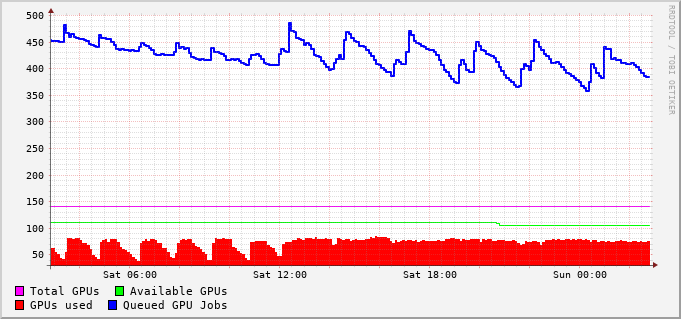 500
450
400
350
300
250
200
150
100
50
Sat 06:00 Sat 12:00 Sat 18:00 Sun 00:00
Total GPUs Available GPUs
GPUs used Queued GPU Jobs
RRDTOOL / TOBI OETIKER